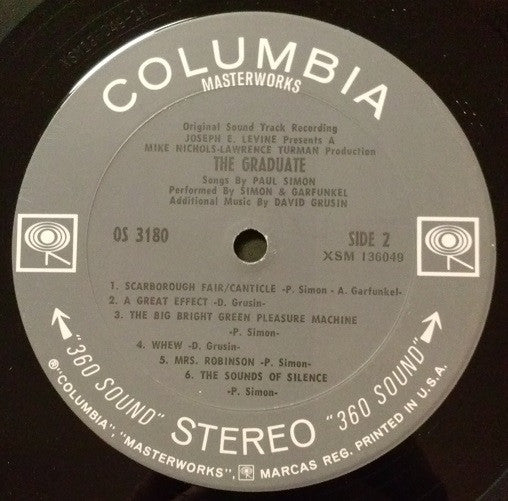 COLUMBIA
MASTERWORKS
Original Sound Track Recording
JOSEPH E. LEVINE Presents A
MIKE NICHOLS-LAWRENCE TURMAN Production
THE GRADUATE
Songs By PAUL SIMON
Performed By SIMON & GARFUNKEL
Additional Music By DAVID GRUSIN
OS 3180
SIDE 2
XSM 136049
1. SCARBOROUGH FAIR/CANTICLE -P. Simon - A. Garfunkel-
2. A GREAT EFFECT -D. Grusin-
3. THE BIG BRIGHT GREEN PLEASURE MACHINE
-P. Simon-
4. WHEW -D. Grusin-
5. MRS. ROBINSON -P. Simon-
6. THE SOUNDS OF SILENCE
-P. Simon-
"360 SOUND" STEREO "360 SOUND"
® "COLUMBIA", "MASTERWORKS", MARCAS REG. PRINTED IN U.S.A.